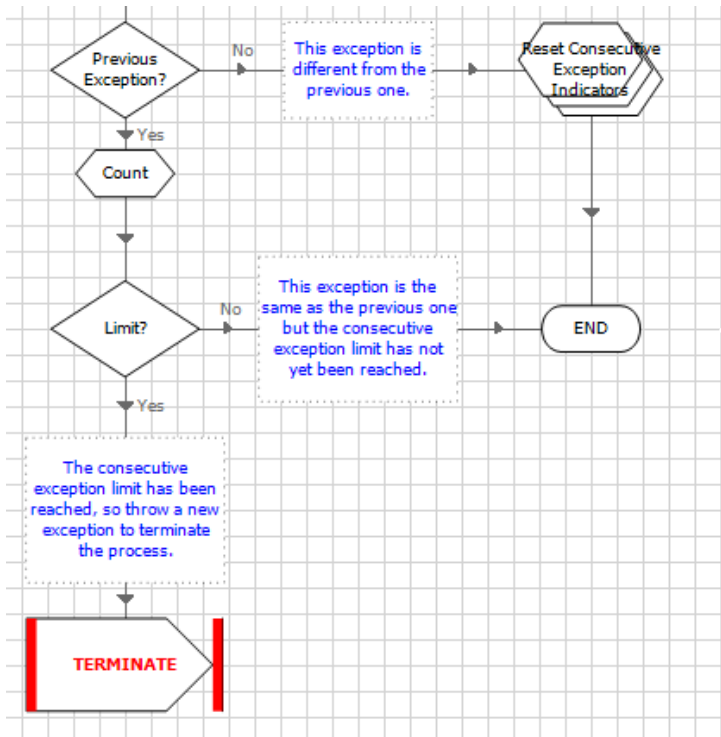 Previous
Exception?
No
This exception is
different from the
previous one.
Reset Consecutive
Exception
Indicators
Yes
Count
Limit?
No
This exception is the
same as the previous one
but the consecutive
exception limit has not
yet been reached.
END
Yes
The consecutive
exception limit has been
reached, so throw a new
exception to terminate
the process.
TERMINATE